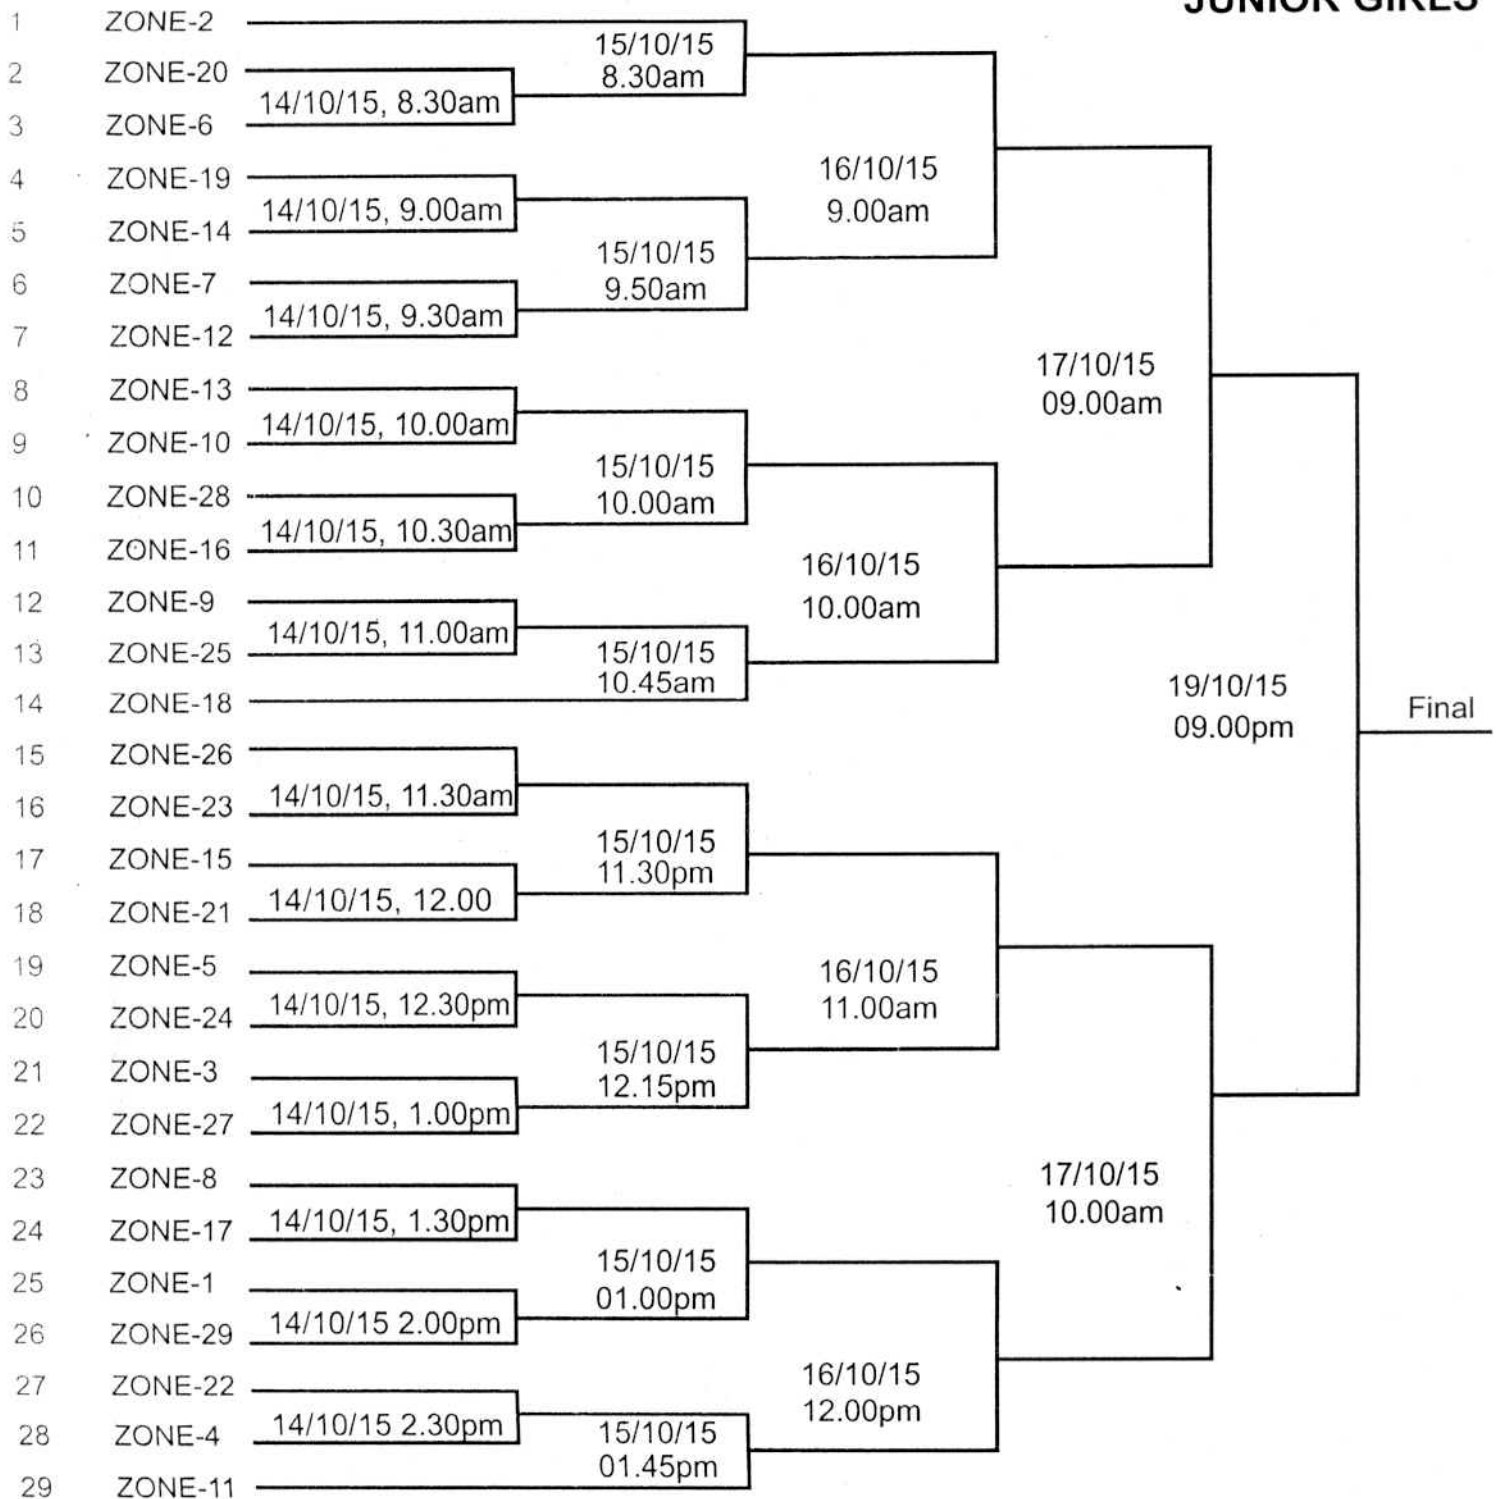 JUNIOR GIRLS
1 ZONE-2
15/10/15
8.30am
2 ZONE-20
14/10/15, 8.30am
3 ZONE-6
4 ZONE-19
14/10/15, 9.00am
5 ZONE-14
16/10/15
9.00am
15/10/15
9.50am
6 ZONE-7
14/10/15, 9.30am
7 ZONE-12
17/10/15
09.00am
8 ZONE-13
14/10/15, 10.00am
9 ZONE-10
15/10/15
10.00am
10 ZONE-28
14/10/15, 10.30am
11 ZONE-16
16/10/15
10.00am
12 ZONE-9
14/10/15, 11.00am
13 ZONE-25
15/10/15
10.45am
14 ZONE-18
19/10/15
09.00pm
Final
15 ZONE-26
14/10/15, 11.30am
16 ZONE-23
15/10/15
11.30pm
17 ZONE-15
14/10/15, 12.00
18 ZONE-21
19 ZONE-5
14/10/15, 12.30pm
20 ZONE-24
16/10/15
11.00am
15/10/15
12.15pm
21 ZONE-3
14/10/15, 1.00pm
22 ZONE-27
17/10/15
10.00am
23 ZONE-8
14/10/15, 1.30pm
24 ZONE-17
15/10/15
01.00pm
25 ZONE-1
14/10/15 2.00pm
26 ZONE-29
16/10/15
12.00pm
27 ZONE-22
14/10/15 2.30pm
28 ZONE-4
15/10/15
01.45pm
29 ZONE-11